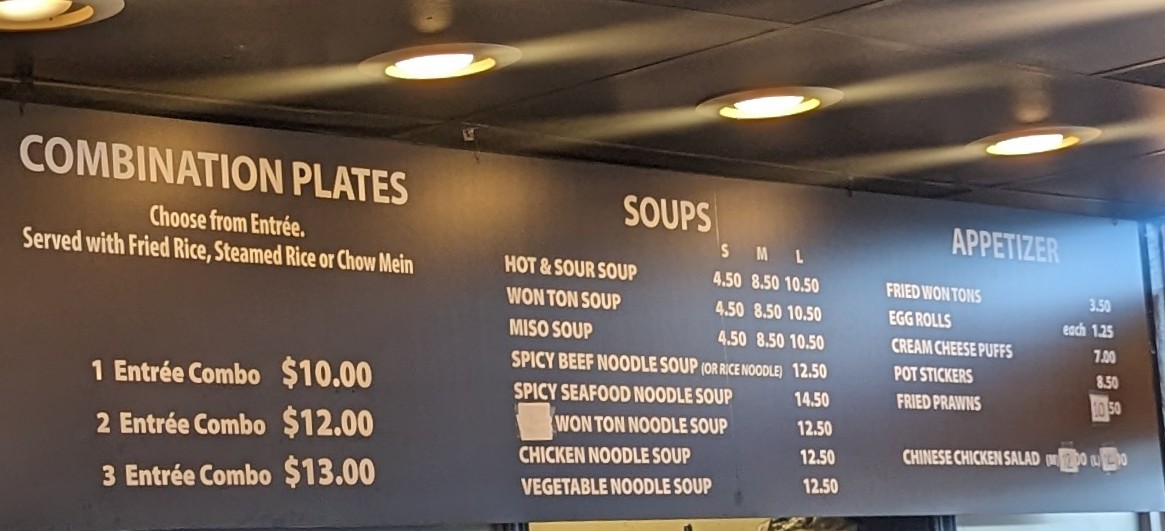 COMBINATION PLATES
Choose from Entrée.
Served with Fried Rice, Steamed Rice or Chow Mein
1 Entrée Combo $10.00
2 Entrée Combo $12.00
3 Entrée Combo $13.00
SOUPS
S M L
HOT & SOUR SOUP 4.50 8.50 10.50
WON TON SOUP 4.50 8.50 10.50
MISO SOUP 4.50 8.50 10.50
SPICY BEEF NOODLE SOUP (OR RICE NOODLE) 12.50
SPICY SEAFOOD NOODLE SOUP 14.50
WON TON NOODLE SOUP 12.50
CHICKEN NOODLE SOUP 12.50
VEGETABLE NOODLE SOUP 12.50
APPETIZER
FRIED WON TONS 3.50
EGG ROLLS each 1.25
CREAM CHEESE PUFFS 7.00
POT STICKERS 8.50
FRIED PRAWNS 10.50
CHINESE CHICKEN SALAD (M) (L)